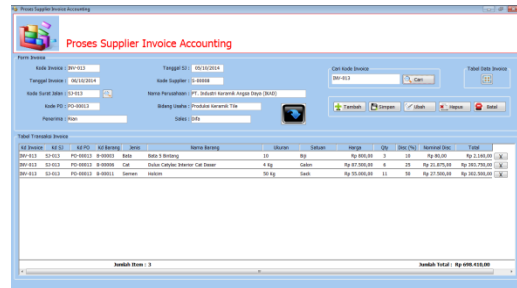 Proses Supplier Invoice Accounting
Proses Supplier Invoice Accounting
Form Invoice
Kode Invoice : INV-013
Tanggal SJ : 05/10/2014
Cari Kode Invoice
Tabel Data Invoice
Tanggal Invoice : 06/10/2014
Kode Supplier : S-00008
INV-013
Cari
Kode Surat Jalan : SJ-013
Nama Perusahaan : PT. Industri Keramik Angsa Daya (IKAD)
Kode PO : PO-00013
Bidang Usaha : Produksi Keramik Tile
Tambah
Simpan
Ubah
Hapus
Batal
Penerima : Rian
Sales :
Tabel Transaksi Invoice
Kd Invoice Kd SJ Kd PO Kd Barang Jenis Nama Barang Ukuran Satuan Harga Qty Disc (%) Nominal Disc Total
INV-013 SJ-013 PO-00013 B-00003 Bata Bata 5 Bintang 10 Biji Rp 800,00 3 10 Rp 80,00 Rp 2.160,00
INV-013 SJ-013 PO-00013 B-00006 Cat Dulux Catylac Interior Cat Dasar 4 Kg Galon Rp 87.500,00 6 25 Rp 21.875,00 Rp 393.750,00
INV-013 SJ-013 PO-00013 B-00011 Semen Holcim 50 Kg Sack Rp 55.000,00 11 50 Rp 27.500,00 Rp 302.500,00
Jumlah Item : 3
Jumlah Total : Rp 698.410,00